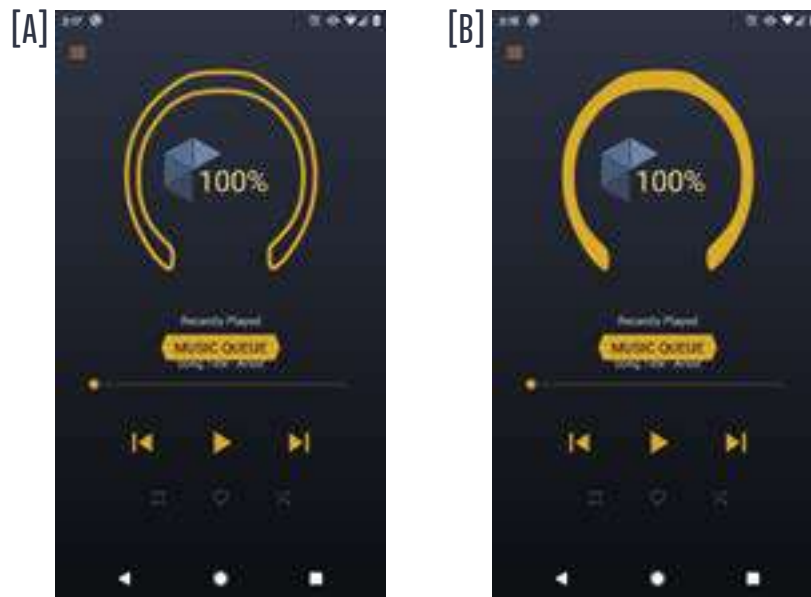 [A]
100%
Recently Played
MUSIC QUEUE
[B]
100%
Recently Played
MUSIC QUEUE